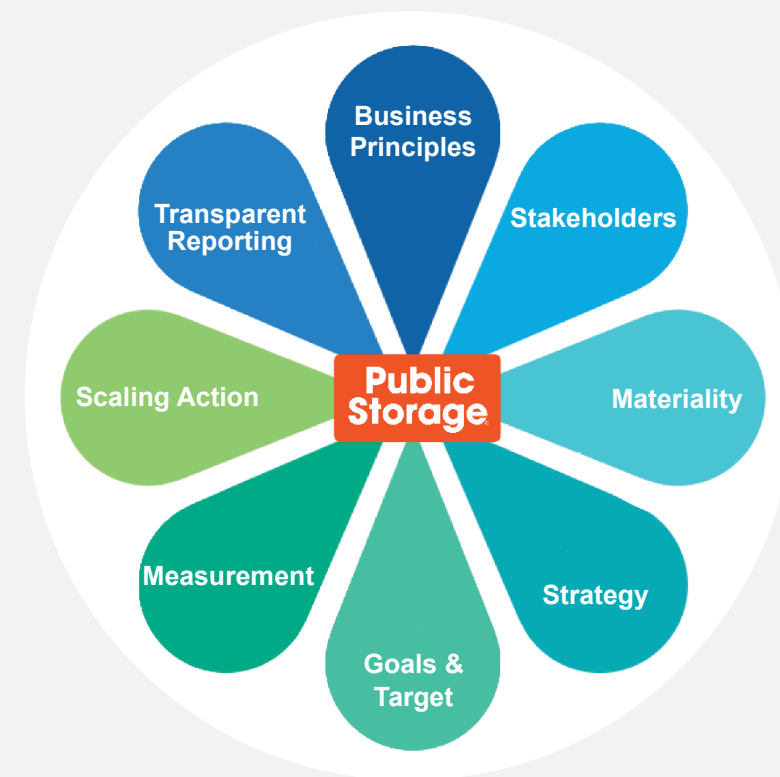 Business
Principles
Stakeholders
Materiality
Strategy
Goals &
Target
Measurement
Scaling Action
Transparent
Reporting
Public
Storage